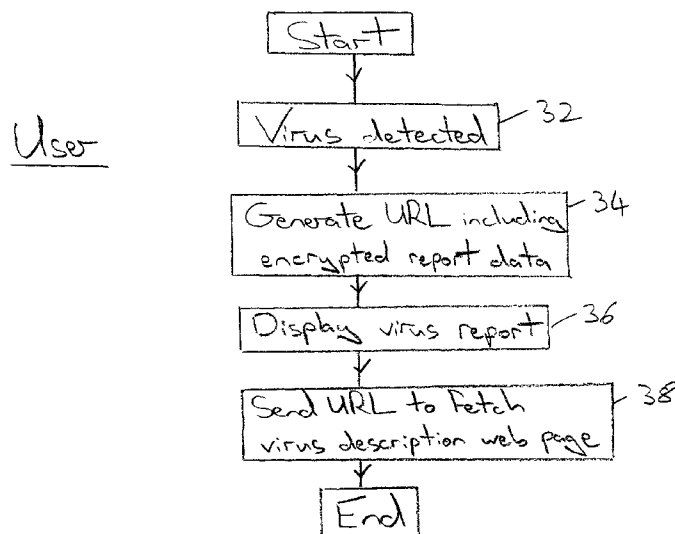 Start
User
Virus detected
32
Generate URL including
encrypted report data
34
Display virus report
36
Send URL to Fetch
virus description web page
38
End